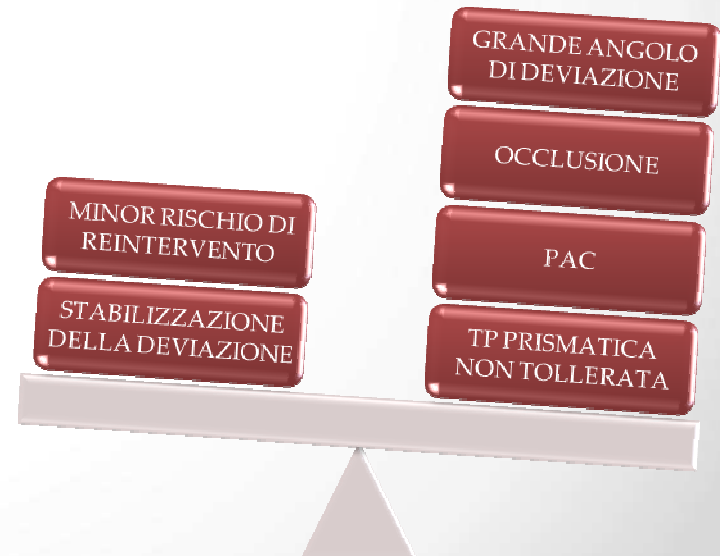 MINOR RISCHIO DI
REINTERVENTO
STABILIZZAZIONE
DELLA DEVIAZIONE
GRANDE ANGOLO
DI DEVIAZIONE
OCCLUSIONE
PAC
TP PRISMATICA
NON TOLLERATA